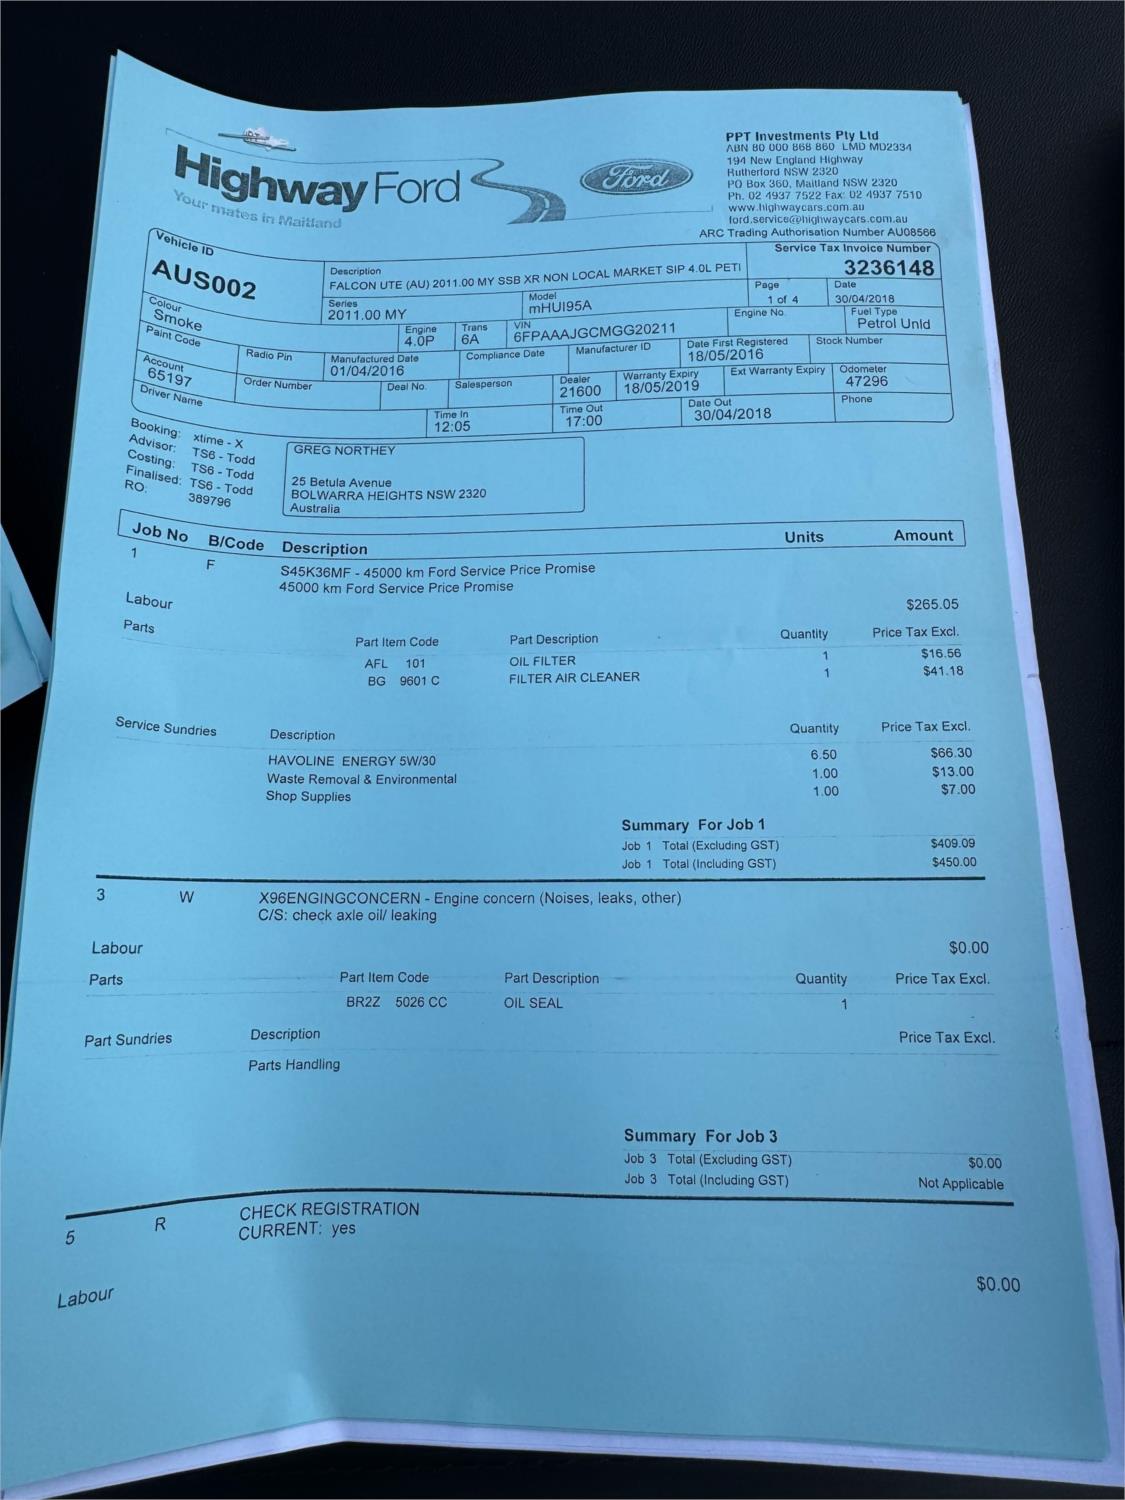 Highway Ford
Your mates in Maitland
Ford
PPT Investments Pty Ltd
ABN 80 000 868 860 LMD MD2334
194 New England Highway
Rutherford NSW 2320
PO Box 360, Maitland NSW 2320
Ph. 02 4937 7522 Fax: 02 4937 7510
www.highwaycars.com.au
ford.service@highwaycars.com.au
ARC Trading Authorisation Number AU08566
Vehicle ID
AUS002
Description
FALCON UTE (AU) 2011.00 MY SSB XR NON LOCAL MARKET SIP 4.0L PETI
Service Tax Invoice Number
3236148
Series
2011.00 MY
Model
mHUI95A
Page
1 of 4
Date
30/04/2018
Colour
Smoke
Engine
4.0P
Trans
6A
VIN
6FPAAAJGCMGG20211
Engine No.
Fuel Type
Petrol Unld
Paint Code
Radio Pin
Manufactured Date
01/04/2016
Compliance Date
Manufacturer ID
Date First Registered
18/05/2016
Stock Number
Account
65197
Order Number
Deal No.
Salesperson
Dealer
21600
Warranty Expiry
18/05/2019
Ext Warranty Expiry
Odometer
47296
Driver Name
Time In
12:05
Time Out
17:00
Date Out
30/04/2018
Phone
Booking: xtime - X
Advisor: TS6 - Todd
Costing: TS6 - Todd
Finalised: TS6 - Todd
RO: 389796
GREG NORTHEY
25 Betula Avenue
BOLWARRA HEIGHTS NSW 2320
Australia
Job No B/Code Description Units Amount
1 F S45K36MF - 45000 km Ford Service Price Promise
45000 km Ford Service Price Promise
Labour $265.05
Parts Part Item Code Part Description Quantity Price Tax Excl.
AFL 101 OIL FILTER 1 $16.56
BG 9601 C FILTER AIR CLEANER 1 $41.18
Service Sundries Description Quantity Price Tax Excl.
HAVOLINE ENERGY 5W/30 6.50 $66.30
Waste Removal & Environmental 1.00 $13.00
Shop Supplies 1.00 $7.00
Summary For Job 1
Job 1 Total (Excluding GST) $409.09
Job 1 Total (Including GST) $450.00
3 W X96ENGINGCONCERN - Engine concern (Noises, leaks, other)
C/S: check axle oil/ leaking
Labour $0.00
Parts Part Item Code Part Description Quantity Price Tax Excl.
BR2Z 5026 CC OIL SEAL 1
Part Sundries Description Price Tax Excl.
Parts Handling
Summary For Job 3
Job 3 Total (Excluding GST) $0.00
Job 3 Total (Including GST) Not Applicable
5 R CHECK REGISTRATION
CURRENT: yes
Labour $0.00